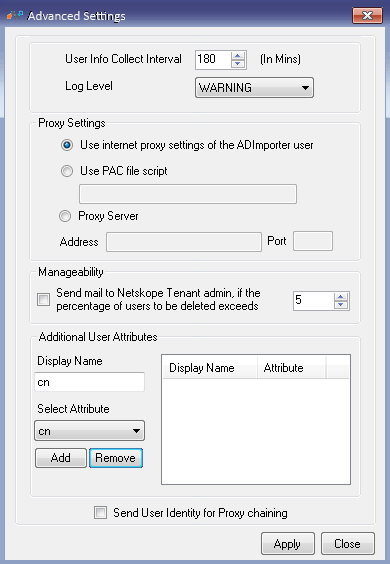 Advanced Settings
User Info Collect Interval 180 (In Mins)
Log Level WARNING
Proxy Settings
Use internet proxy settings of the ADImporter user
Use PAC file script
Proxy Server
Address Port
Manageability
Send mail to Netskope Tenant admin, if the
percentage of users to be deleted exceeds
5
Additional User Attributes
Display Name
cn
Select Attribute
cn
Add Remove
Display Name Attribute
Send User Identity for Proxy chaining
Apply Close